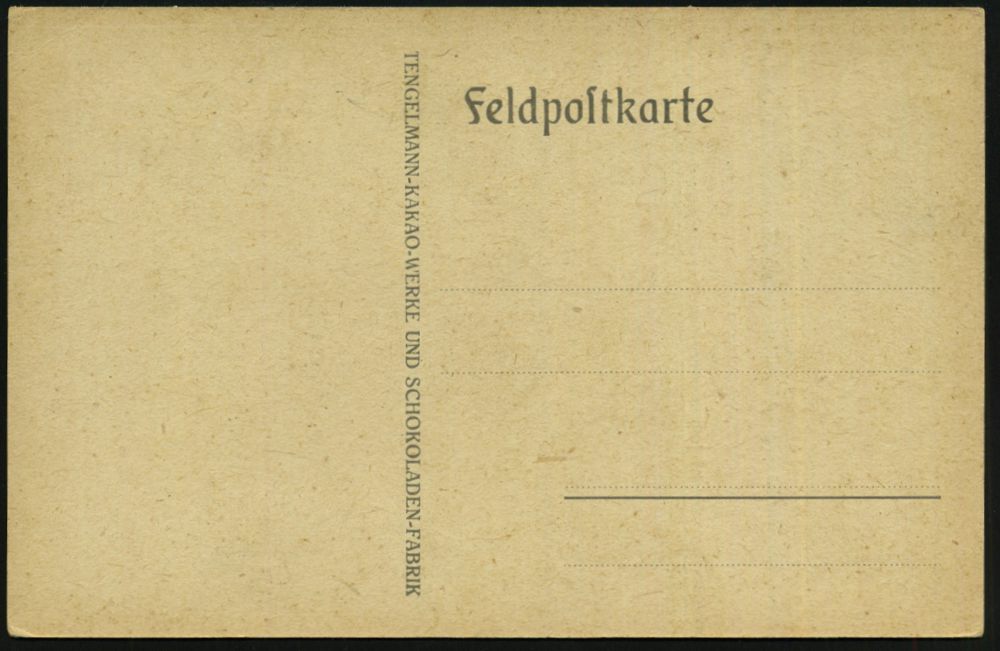 TENGELMANN-KAKAO-WERKE UND SCHOKOLADEN-FABRIK
Feldpoſtkarte